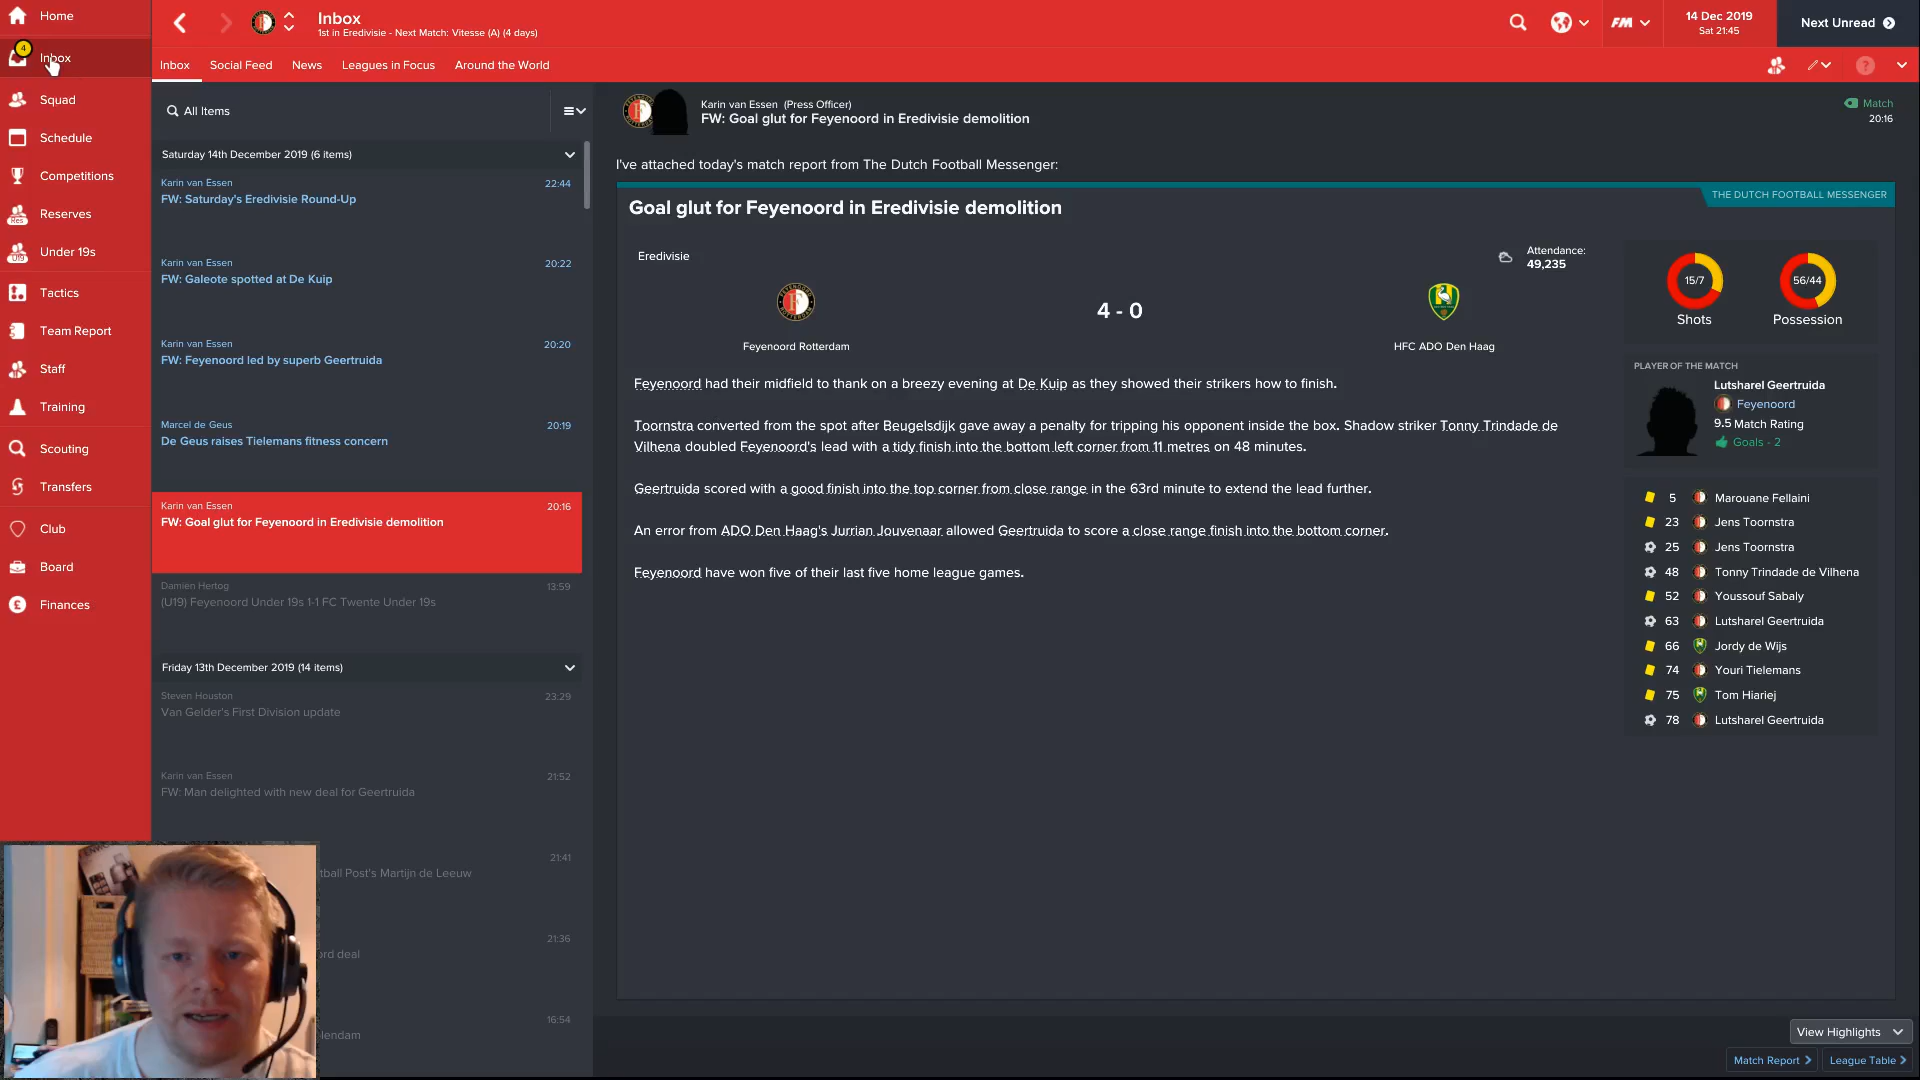 Home
4
Inbox
Squad
Schedule
Competitions
Reserves
Under 19s
Tactics
Team Report
Staff
Training
Scouting
Transfers
Club
Board
Finances
Inbox
1st in Eredivisie - Next Match: Vitesse (A) (4 days)
FM
14 Dec 2019
Sat 21:45
Next Unread
Inbox
Social Feed
News
Leagues in Focus
Around the World
All Items
Saturday 14th December 2019 (6 items)
Karin van Essen 22:44
FW: Saturday's Eredivisie Round-Up
Karin van Essen 20:22
FW: Galeote spotted at De Kuip
Karin van Essen 20:20
FW: Feyenoord led by superb Geertruida
Marcel de Geus 20:19
De Geus raises Tielemans fitness concern
Karin van Essen 20:16
FW: Goal glut for Feyenoord in Eredivisie demolition
Damien Hertog 13:59
(U19) Feyenoord Under 19s 1-1 FC Twente Under 19s
Friday 13th December 2019 (14 items)
Steven Houston 23:29
Van Gelder's First Division update
Karin van Essen 21:52
FW: Man delighted with new deal for Geertruida
21:41
tball Post's Martijn de Leeuw
21:36
ord deal
16:54
lendam
Karin van Essen (Press Officer)
FW: Goal glut for Feyenoord in Eredivisie demolition
Match
20:16
I've attached today's match report from The Dutch Football Messenger:
THE DUTCH FOOTBALL MESSENGER
Goal glut for Feyenoord in Eredivisie demolition
Eredivisie
Attendance:
49,235
4 - 0
Feyenoord Rotterdam
HFC ADO Den Haag
Feyenoord had their midfield to thank on a breezy evening at De Kuip as they showed their strikers how to finish.
Toornstra converted from the spot after Beugelsdijk gave away a penalty for tripping his opponent inside the box. Shadow striker Tonny Trindade de
Vilhena doubled Feyenoord's lead with a tidy finish into the bottom left corner from 11 metres on 48 minutes.
Geertruida scored with a good finish into the top corner from close range in the 63rd minute to extend the lead further.
An error from ADO Den Haag's Jurrian Jouvenaar allowed Geertruida to score a close range finish into the bottom corner.
Feyenoord have won five of their last five home league games.
15/7
Shots
56/44
Possession
PLAYER OF THE MATCH
Lutsharel Geertruida
Feyenoord
9.5 Match Rating
Goals - 2
5 Marouane Fellaini
23 Jens Toornstra
25 Jens Toornstra
48 Tonny Trindade de Vilhena
52 Youssouf Sabaly
63 Lutsharel Geertruida
66 Jordy de Wijs
74 Youri Tielemans
75 Tom Hiariej
78 Lutsharel Geertruida
View Highlights
Match Report
League Table